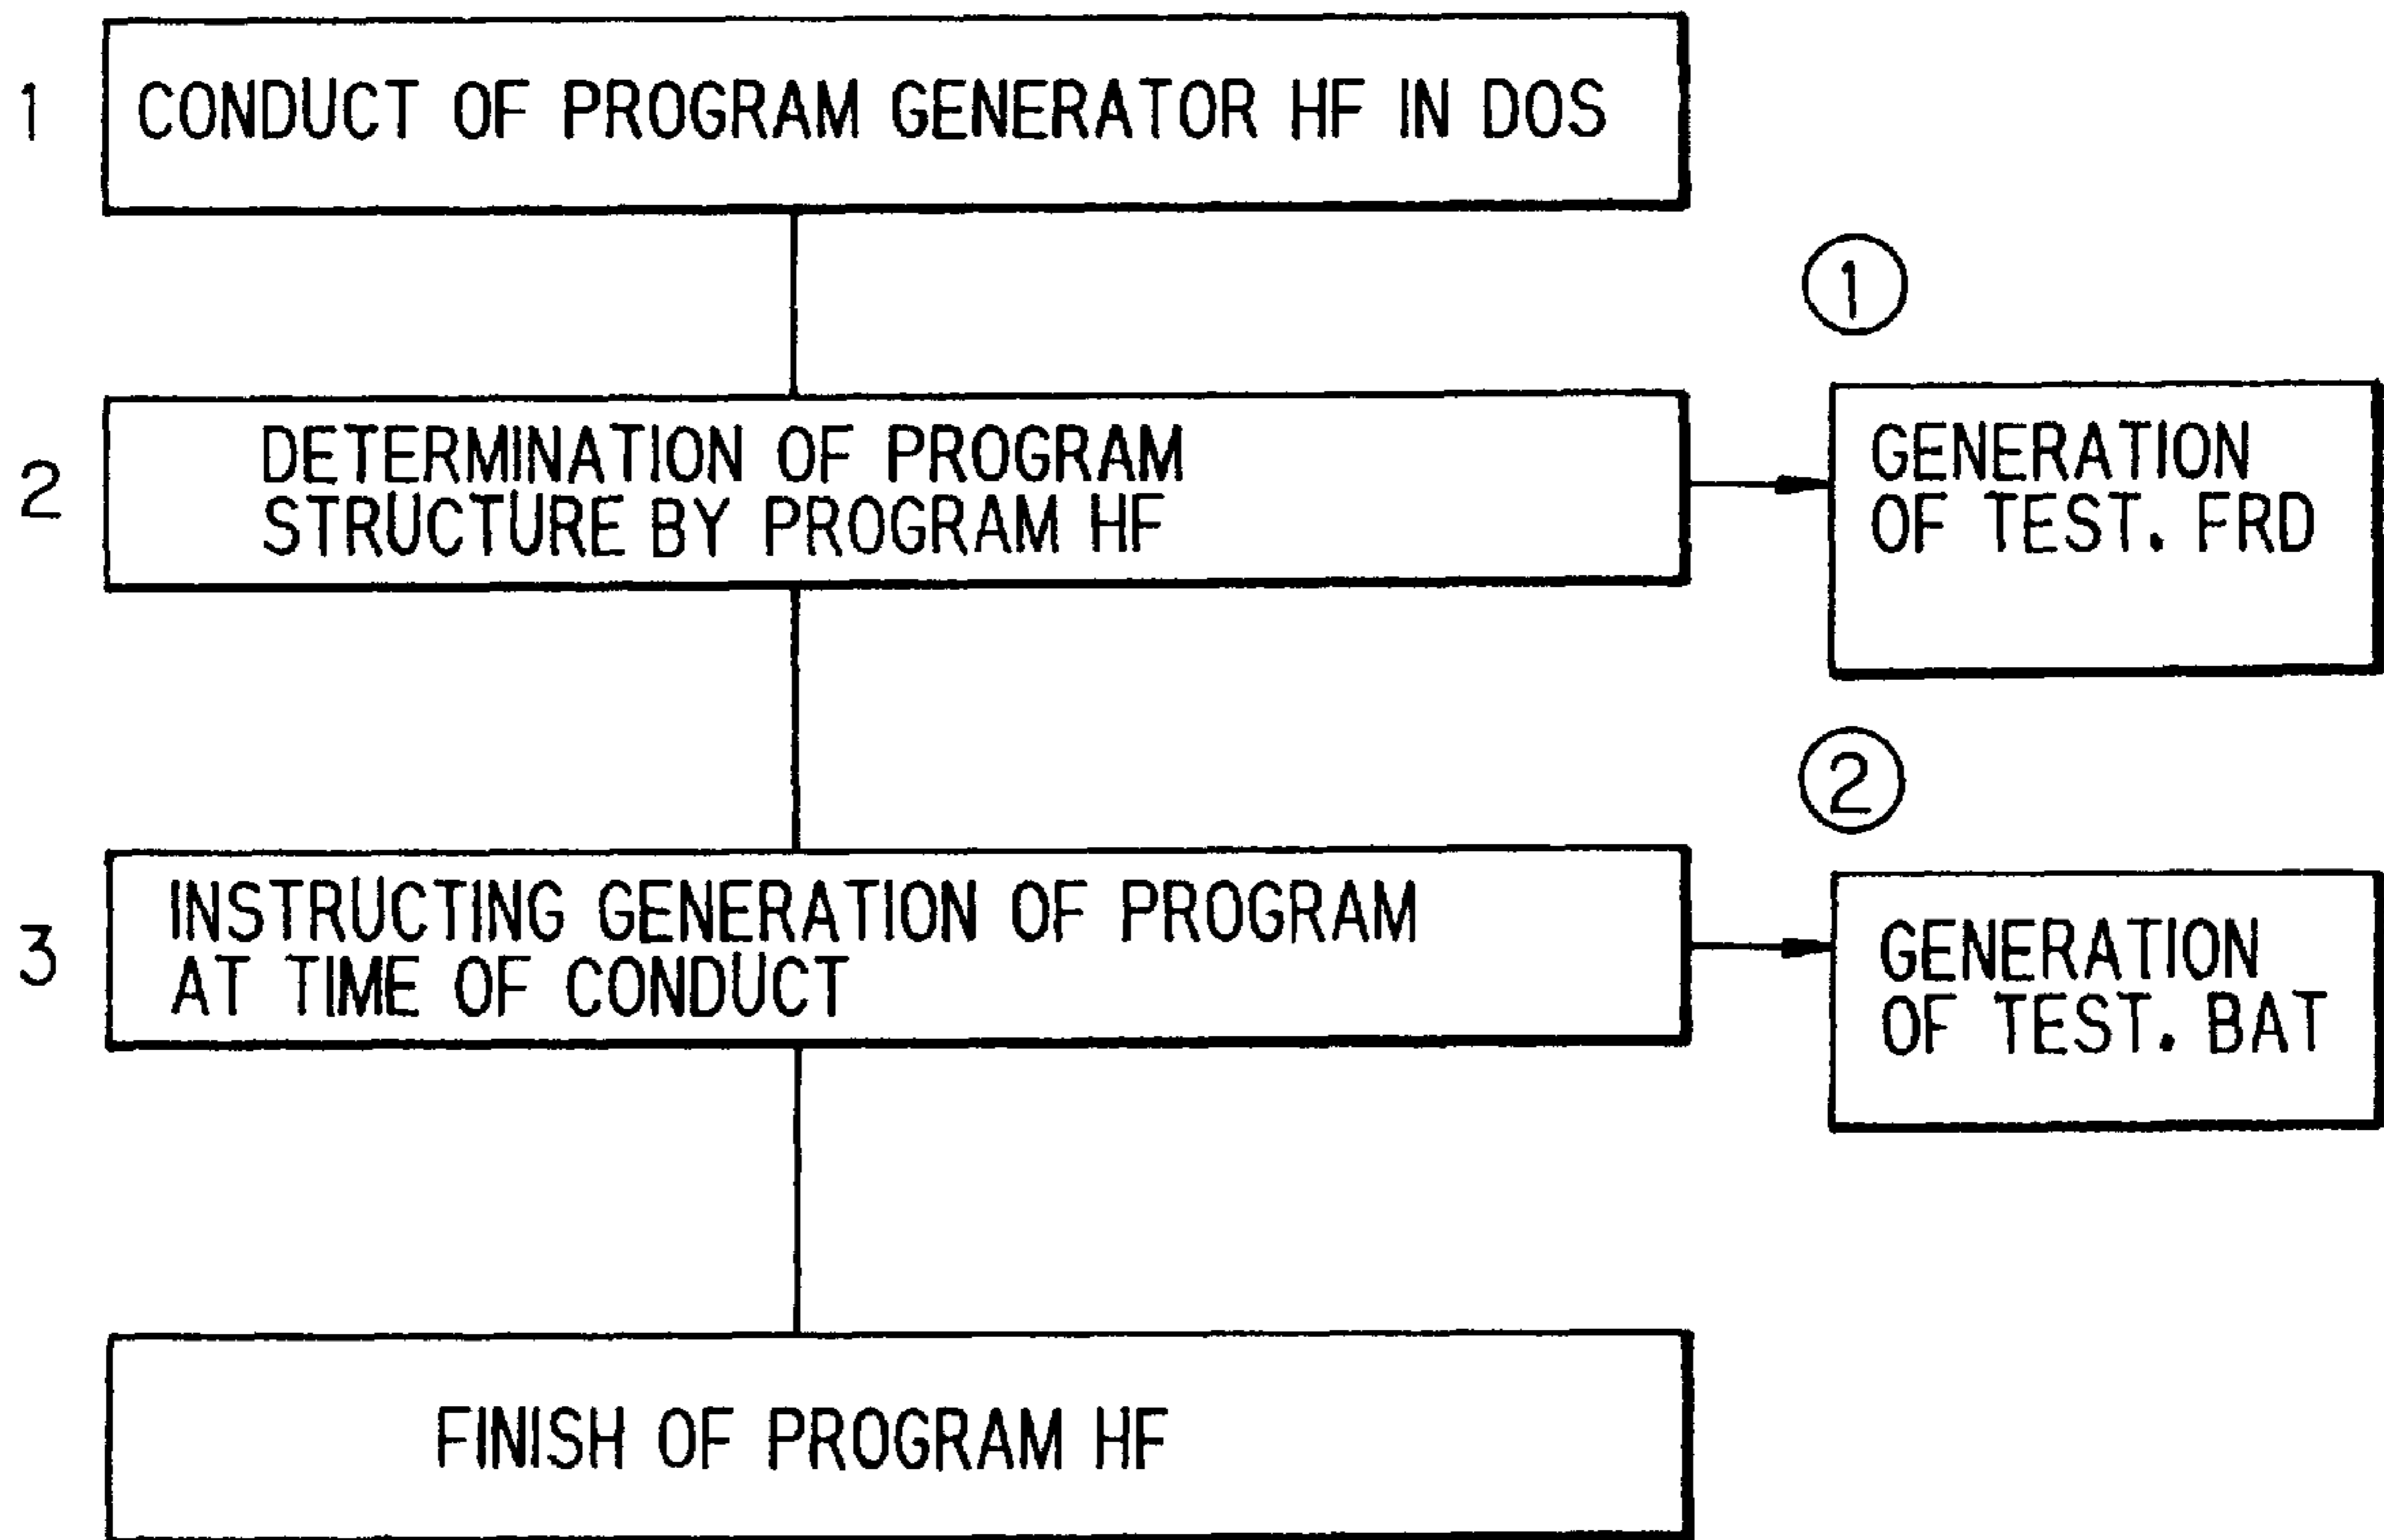 1 CONDUCT OF PROGRAM GENERATOR HF IN DOS
①
2 DETERMINATION OF PROGRAM
STRUCTURE BY PROGRAM HF
GENERATION
OF TEST. FRD
②
3 INSTRUCTING GENERATION OF PROGRAM
AT TIME OF CONDUCT
GENERATION
OF TEST. BAT
FINISH OF PROGRAM HF